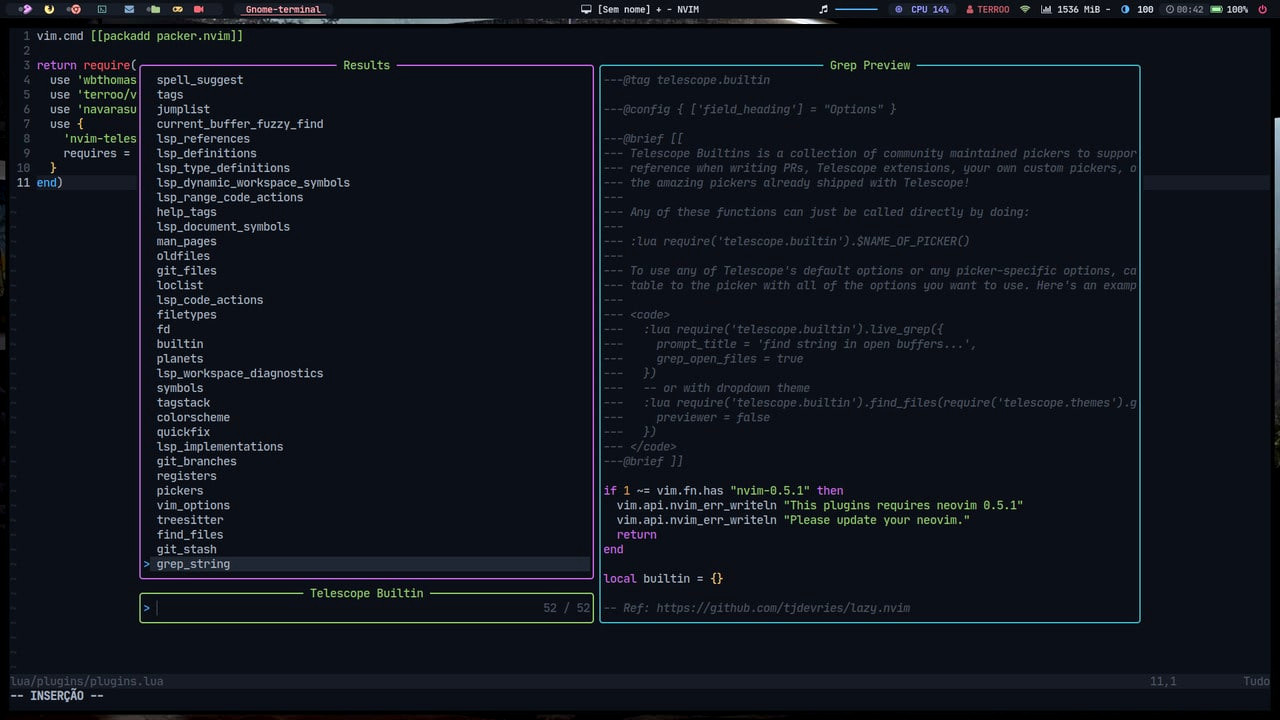 Gnome-terminal
[Sem nome] + - NVIM
CPU 14%
TERROO
1536 MiB -
100
00:42
100%
1 vim.cmd [[packadd packer.nvim]]
2
3 return require(
4 use 'wbthomas
5 use 'terroo/v
6 use 'navarasu
7 use {
8 'nvim-teles
9 requires =
10 }
11 end)
Results
spell_suggest
tags
jumplist
current_buffer_fuzzy_find
lsp_references
lsp_definitions
lsp_type_definitions
lsp_dynamic_workspace_symbols
lsp_range_code_actions
help_tags
lsp_document_symbols
man_pages
oldfiles
git_files
loclist
lsp_code_actions
filetypes
fd
builtin
planets
lsp_workspace_diagnostics
symbols
tagstack
colorscheme
quickfix
lsp_implementations
git_branches
registers
pickers
vim_options
treesitter
find_files
git_stash
> grep_string
Telescope Builtin
> 52 / 52
Grep Preview
---@tag telescope.builtin
---@config { ['field_heading'] = "Options" }
---@brief [[
--- Telescope Builtins is a collection of community maintained pickers to suppor
--- reference when writing PRs, Telescope extensions, your own custom pickers, o
--- the amazing pickers already shipped with Telescope!
---
--- Any of these functions can just be called directly by doing:
---
--- :lua require('telescope.builtin').$NAME_OF_PICKER()
---
--- To use any of Telescope's default options or any picker-specific options, ca
--- table to the picker with all of the options you want to use. Here's an examp
---
--- <code>
--- :lua require('telescope.builtin').live_grep({
--- prompt_title = 'find string in open buffers...',
--- grep_open_files = true
--- })
--- -- or with dropdown theme
--- :lua require('telescope.builtin').find_files(require('telescope.themes').g
--- previewer = false
--- })
--- </code>
---@brief ]]
if 1 ~= vim.fn.has "nvim-0.5.1" then
vim.api.nvim_err_writeln "This plugins requires neovim 0.5.1"
vim.api.nvim_err_writeln "Please update your neovim."
return
end
local builtin = {}
-- Ref: https://github.com/tjdevries/lazy.nvim
lua/plugins/plugins.lua 11,1 Tudo
-- INSERÇÃO --